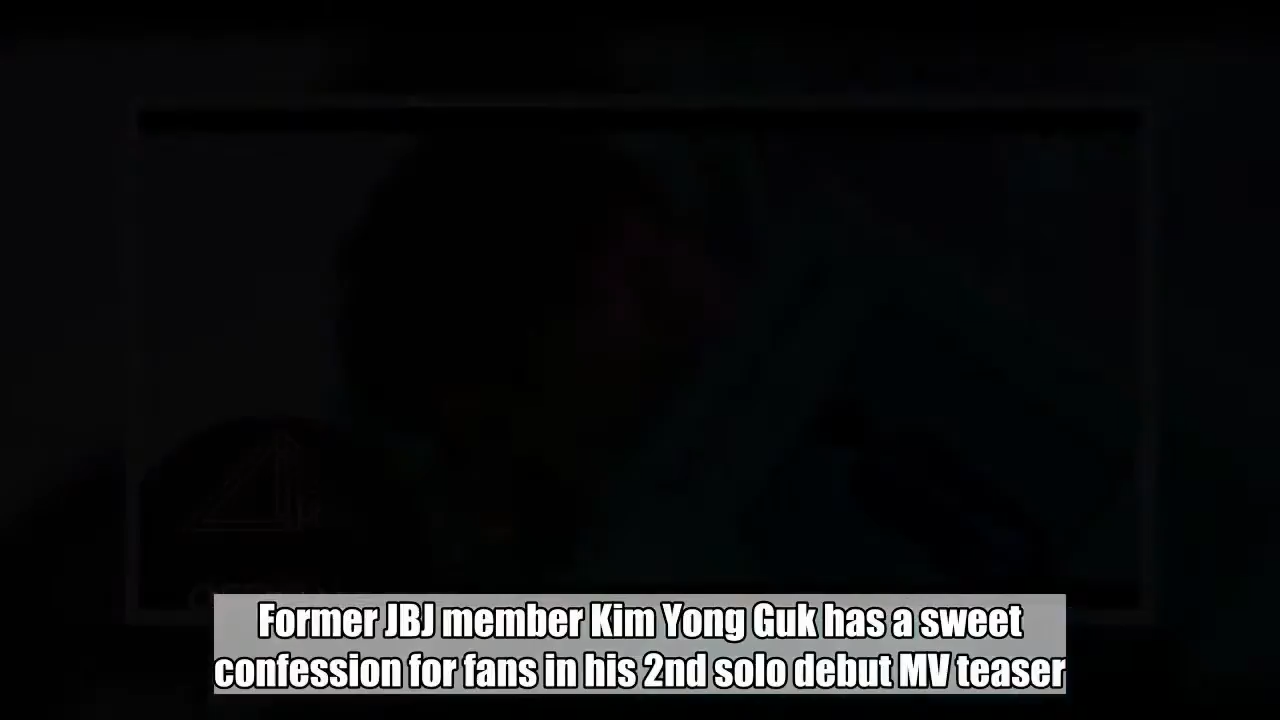 Former JBJ member Kim Yong Guk has a sweet
confession for fans in his 2nd solo debut MV teaser